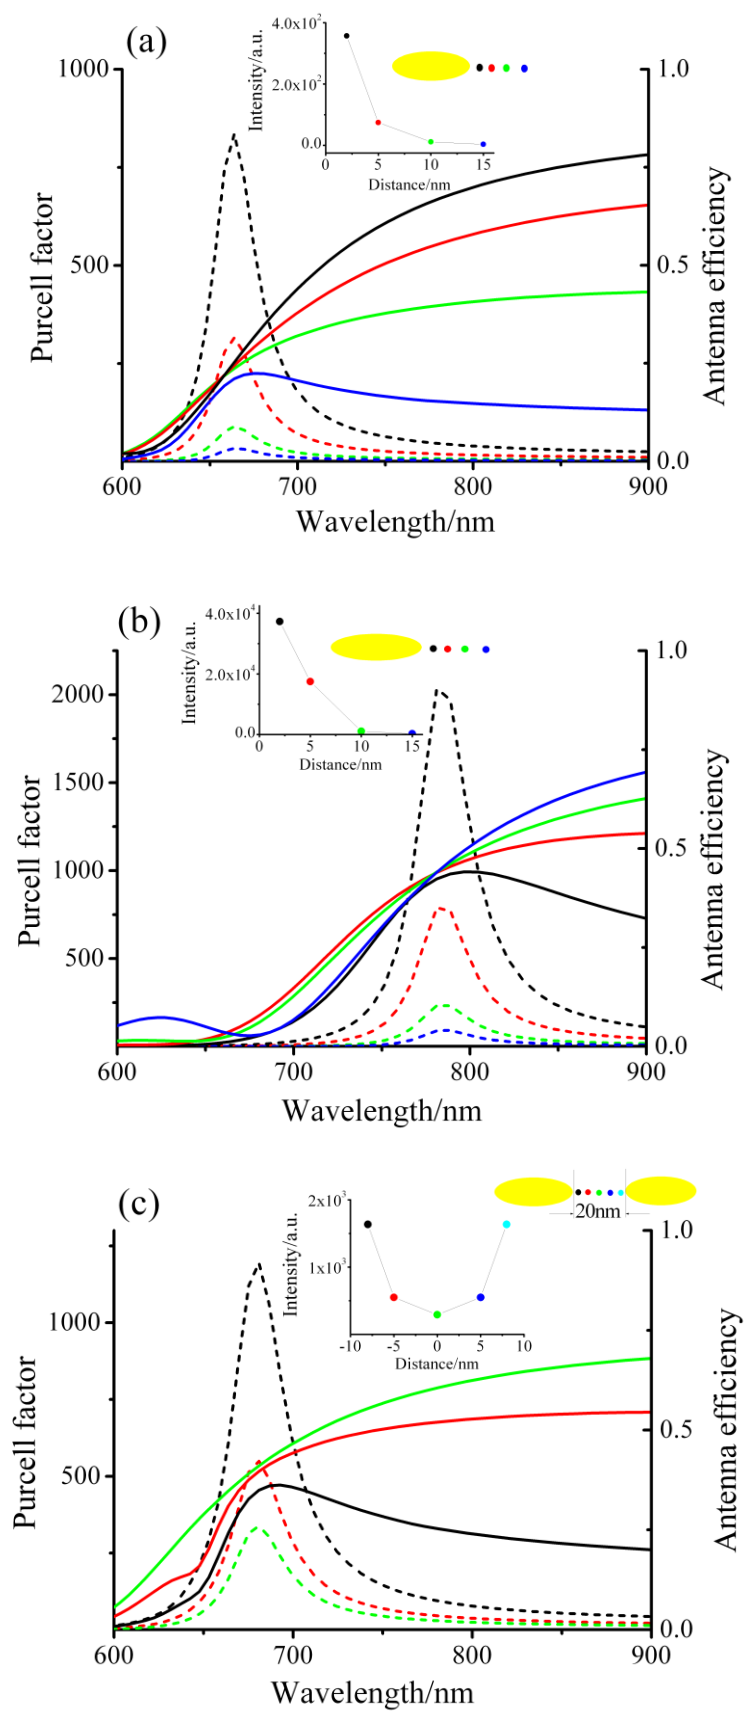 (a)
4.0x10²
2.0x10²
0.0
Intensity/a.u.
0 5 10 15
Distance/nm
1000
500
Purcell factor
1.0
0.5
0.0
Antenna efficiency
600 700 800 900
Wavelength/nm
(b)
4.0x10⁴
2.0x10⁴
0.0
Intensity/a.u.
0 5 10 15
Distance/nm
2000
1500
1000
500
Purcell factor
1.0
0.5
0.0
Antenna efficiency
600 700 800 900
Wavelength/nm
(c)
20nm
2x10³
1x10³
Intensity/a.u.
-10 -5 0 5 10
Distance/nm
1000
500
Purcell factor
1.0
0.5
0.0
Antenna efficiency
600 700 800 900
Wavelength/nm